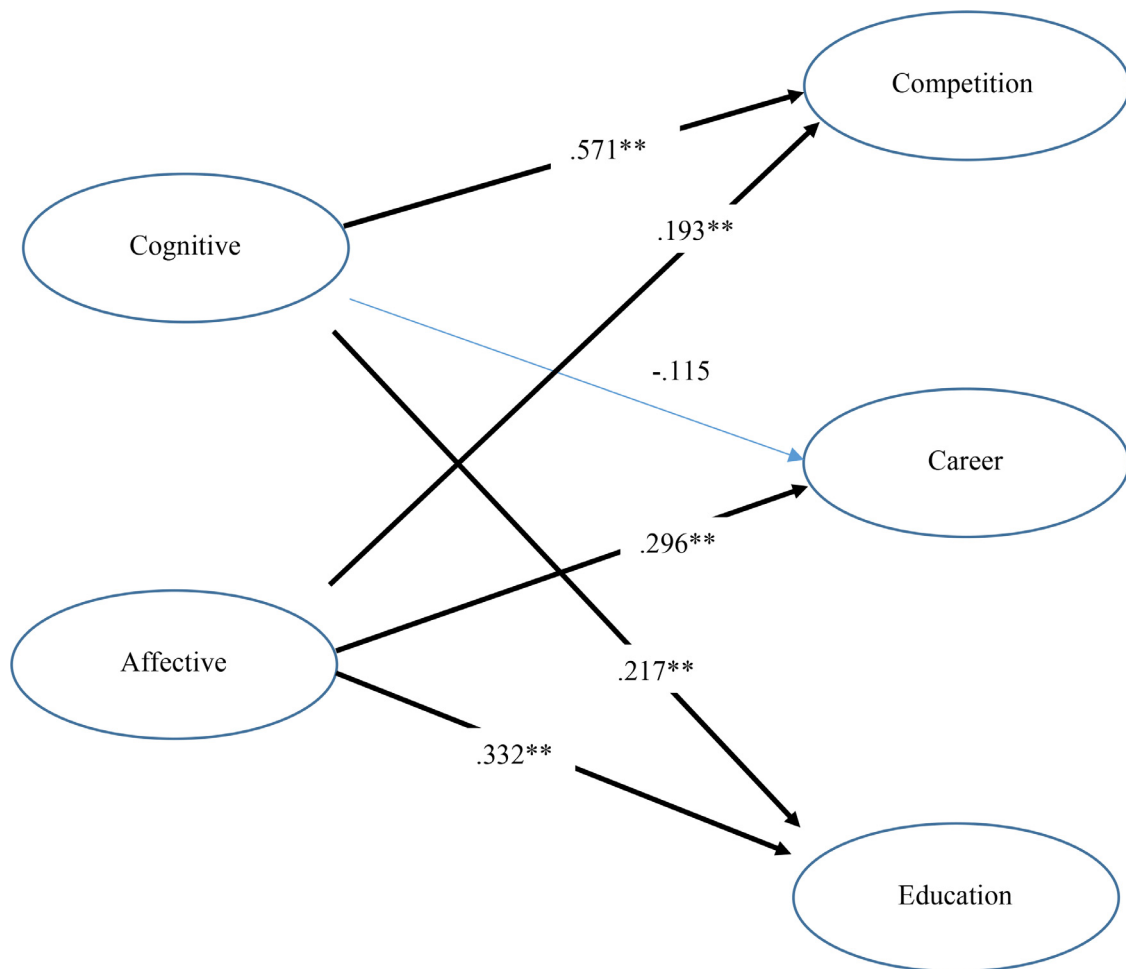 Competition
.571**
.193**
Cognitive
-.115
Career
.296**
Affective
.217**
.332**
Education